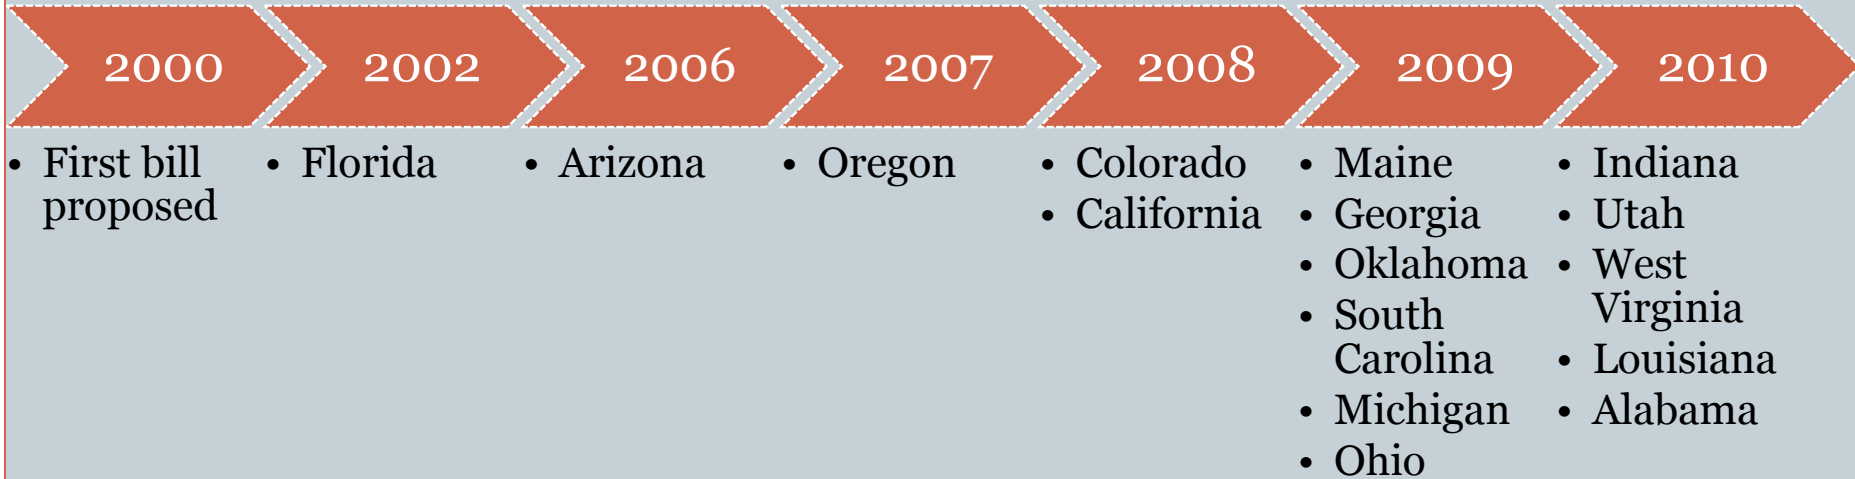 2000
2002
2006
2007
2008
2009
2010
• First bill
proposed
• Florida
• Arizona
• Oregon
• Colorado
• California
• Maine
• Georgia
• Oklahoma
• South
Carolina
• Michigan
• Ohio
• Indiana
• Utah
• West
Virginia
• Louisiana
• Alabama